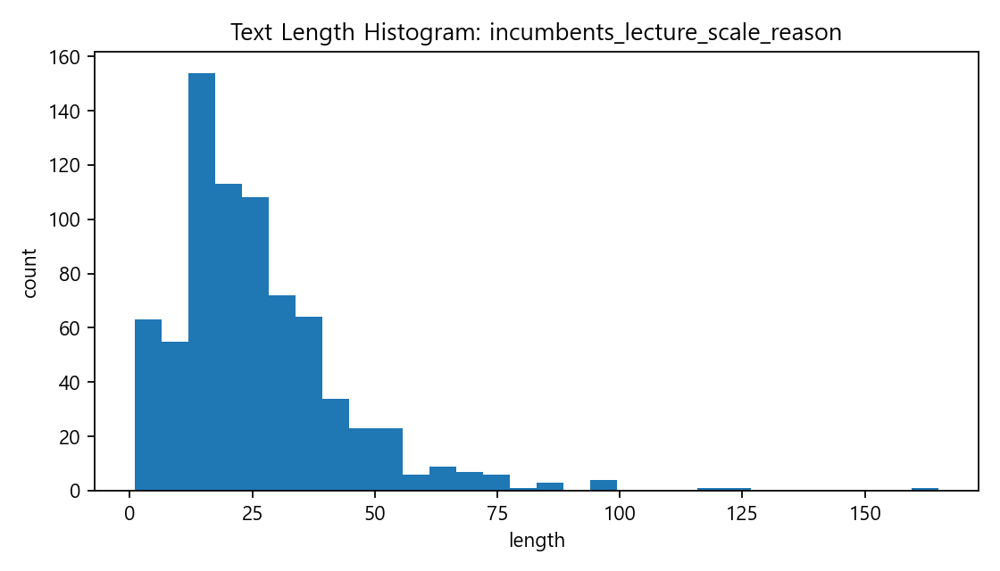 Text Length Histogram: incumbents_lecture_scale_reason
160
140
120
100
80
60
40
20
0
count
0 25 50 75 100 125 150
length